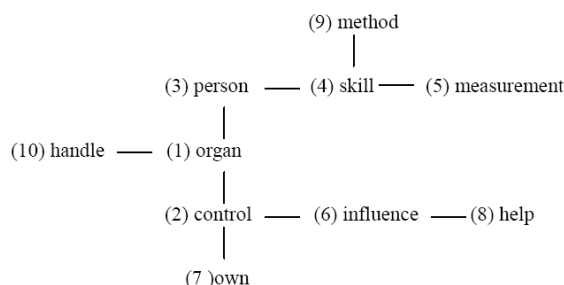 (9) method
(3) person (4) skill (5) measurement
(10) handle (1) organ
(2) control (6) influence (8) help
(7 )own